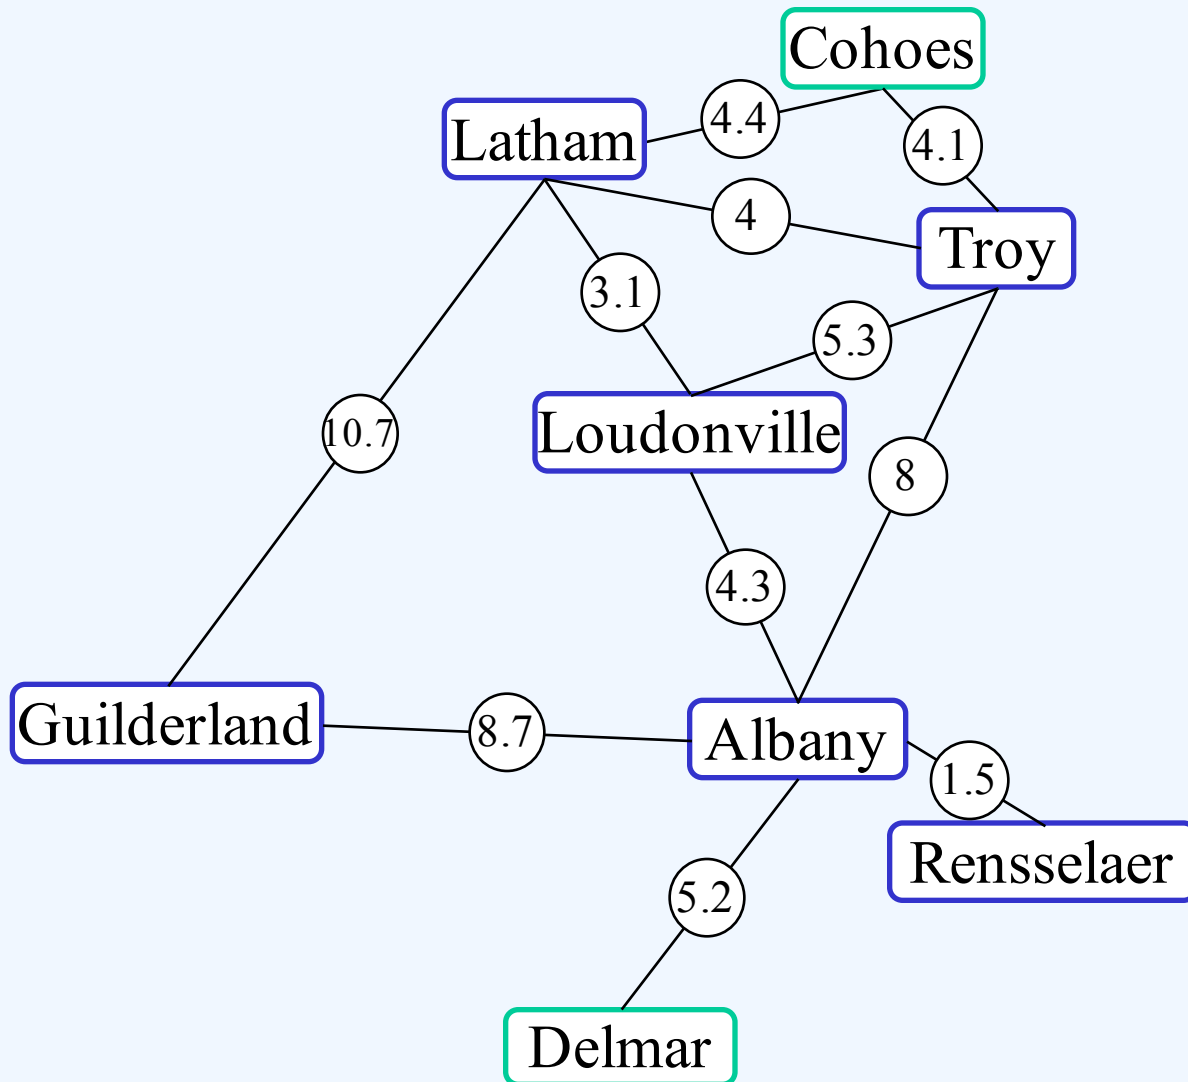 Cohoes
4.4
Latham
4.1
4
Troy
3.1
5.3
10.7
Loudonville
8
4.3
Guilderland
8.7
Albany
1.5
Rensselaer
5.2
Delmar